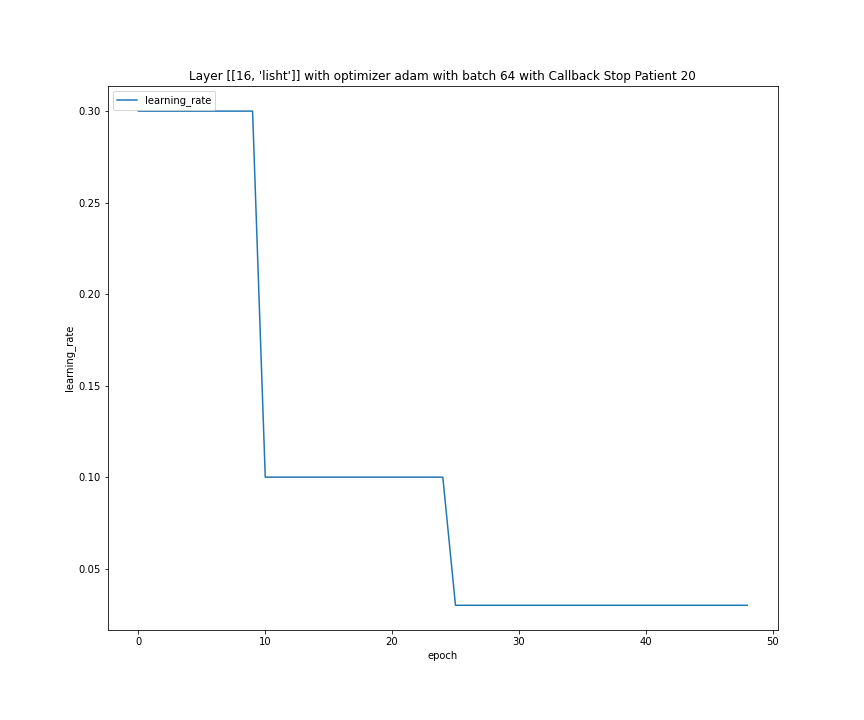 Layer [[16, 'lisht']] with optimizer adam with batch 64 with Callback Stop Patient 20
learning_rate
0.30
0.25
0.20
0.15
0.10
0.05
learning_rate
0 10 20 30 40 50
epoch